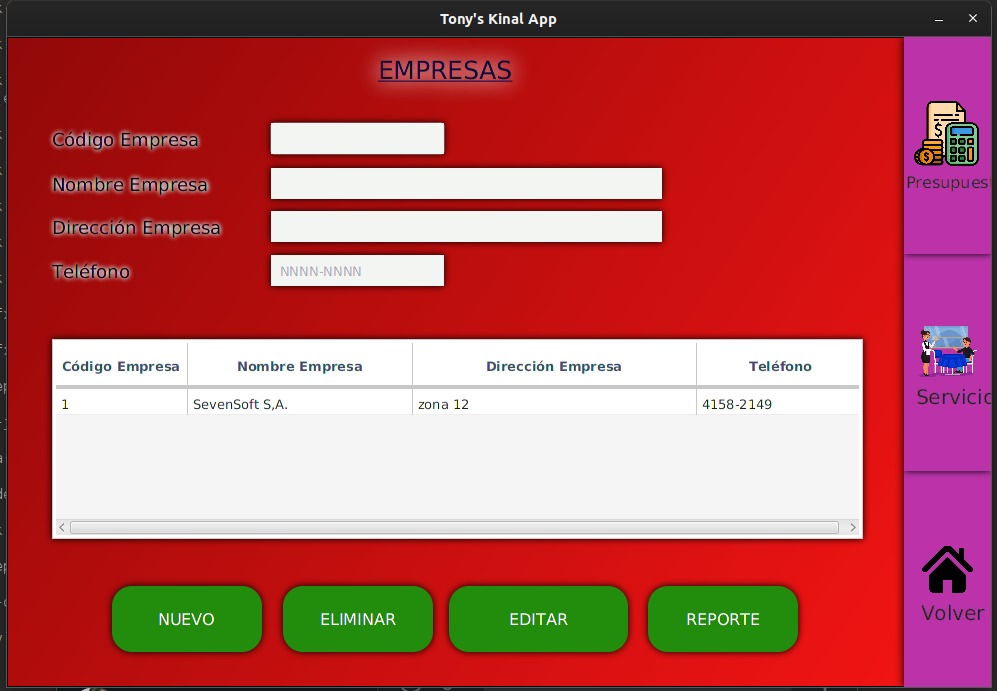 Tony's Kinal App
EMPRESAS
Código Empresa
Nombre Empresa
Dirección Empresa
Teléfono NNNN-NNNN
Código Empresa Nombre Empresa Dirección Empresa Teléfono
1 SevenSoft S,A. zona 12 4158-2149
NUEVO ELIMINAR EDITAR REPORTE
Presupues
Servicio
Volver